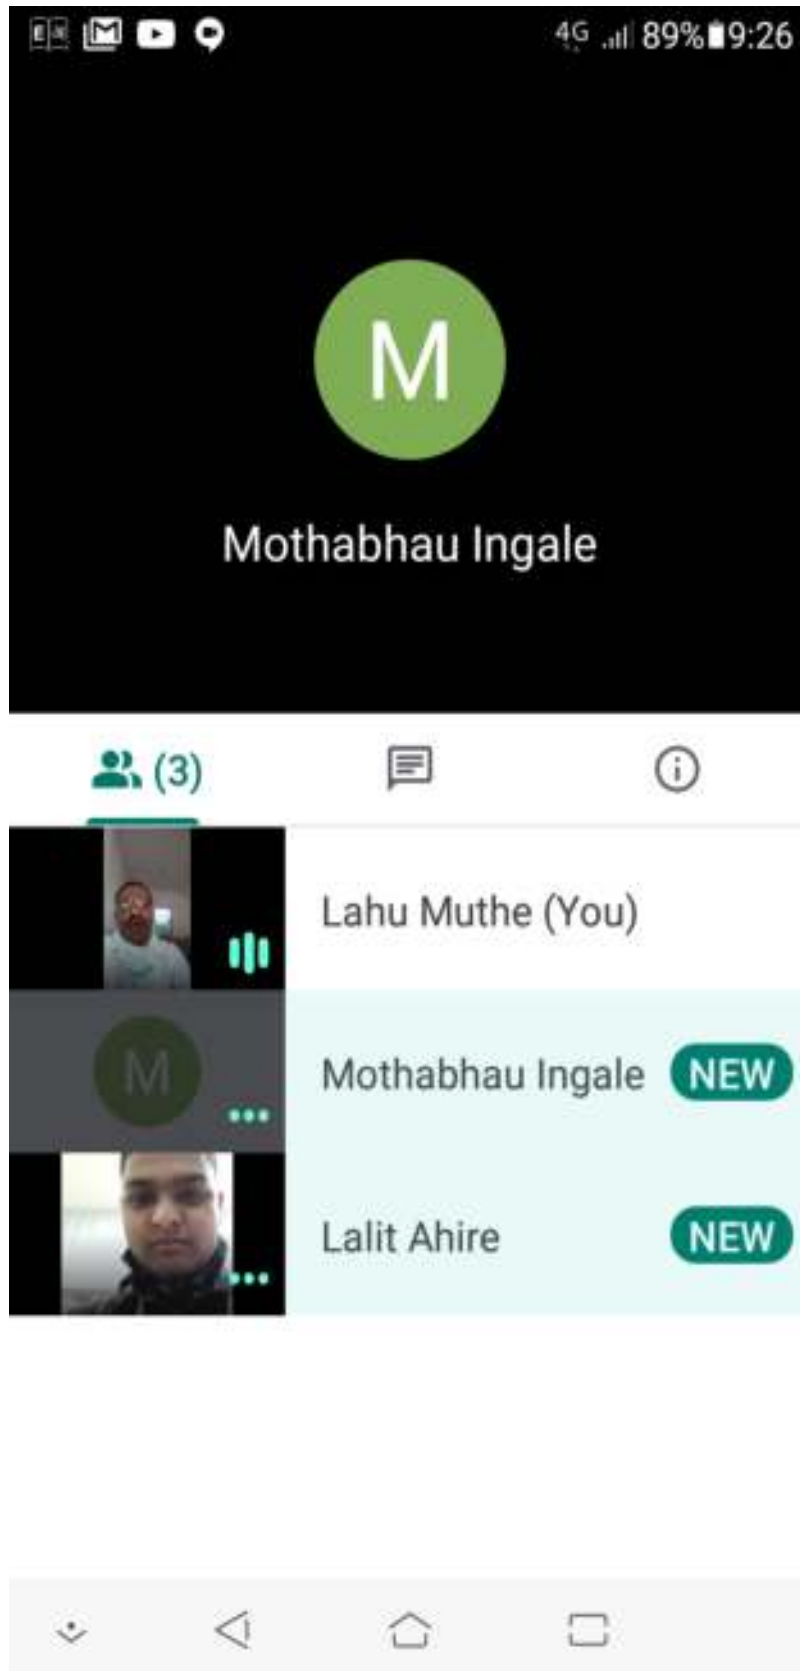 4G 89% 9:26
M
Mothabhau Ingale
(3)
Lahu Muthe (You)
M
Mothabhau Ingale NEW
Lalit Ahire NEW